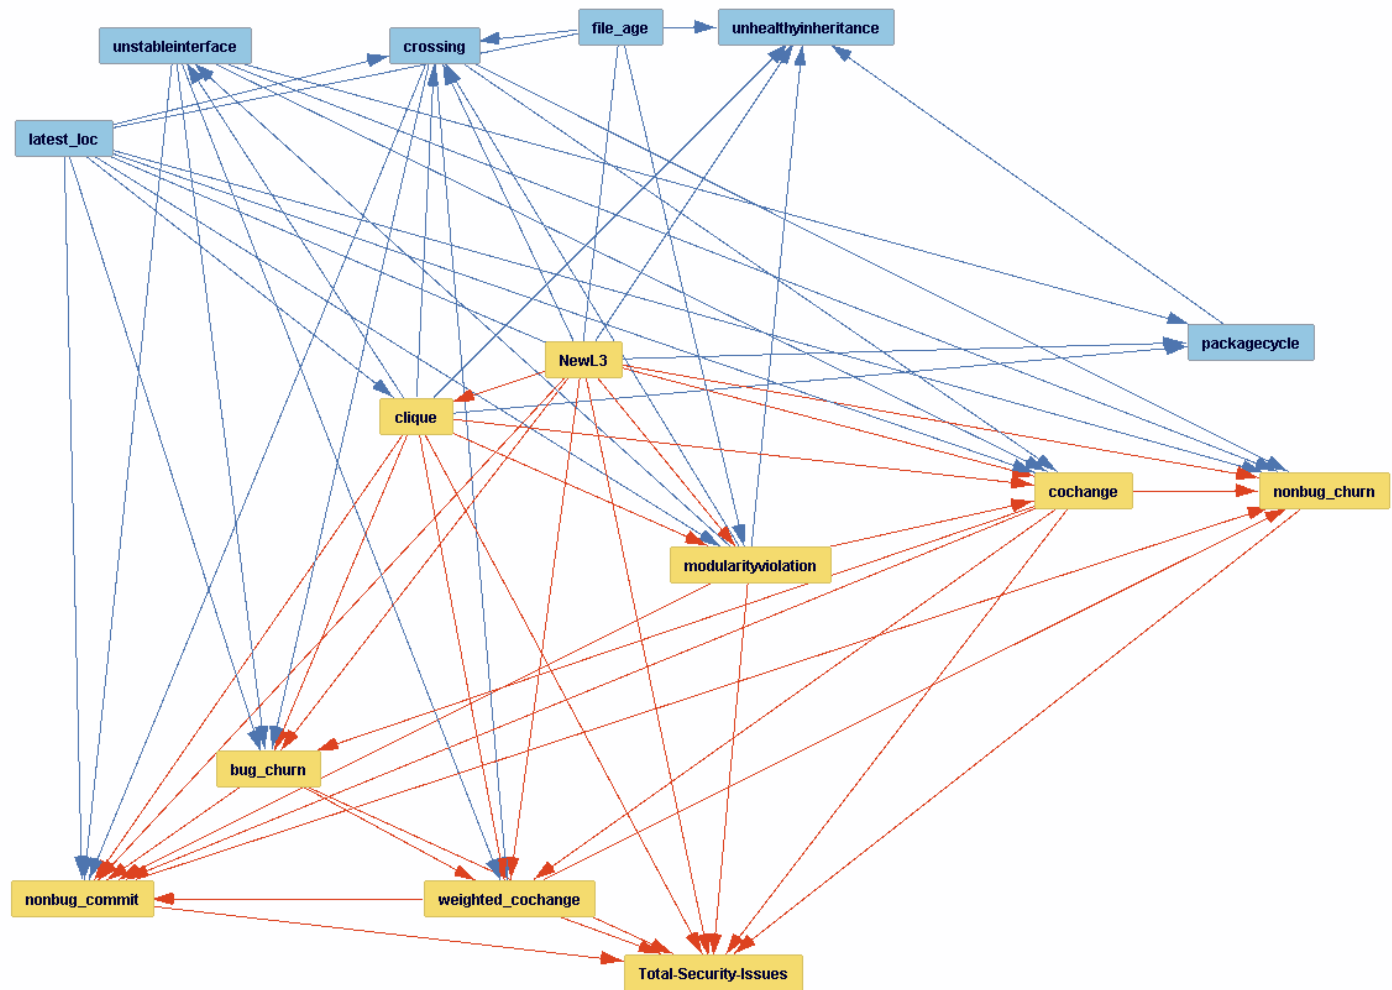 file_age
unhealthyinheritance
unstableinterface
crossing
latest_loc
packagecycle
NewL3
clique
cochange
nonbug_churn
modularityviolation
bug_churn
nonbug_commit
weighted_cochange
Total-Security-Issues